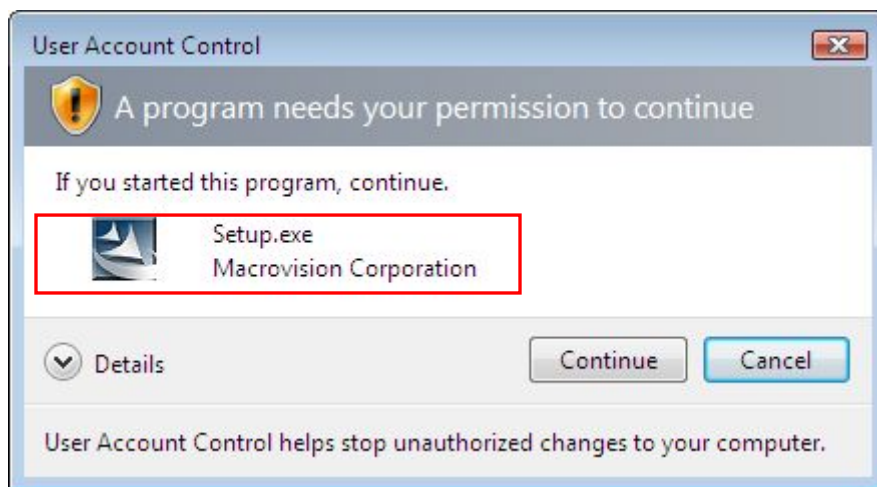 User Account Control
A program needs your permission to continue
If you started this program, continue.
Setup.exe
Macrovision Corporation
Details
Continue
Cancel
User Account Control helps stop unauthorized changes to your computer.